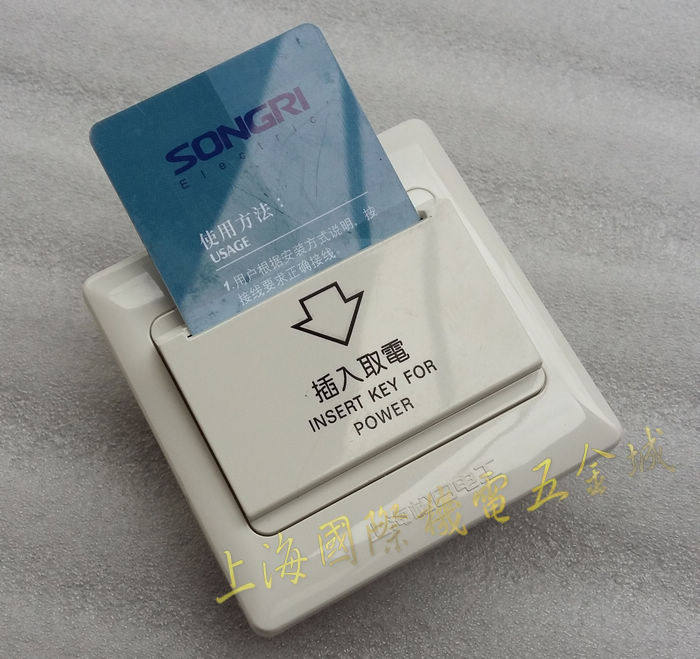 SONGRI
Electric
使用方法：
USAGE
1.用户根据安装方式说明，按
接线要求正确接线。
插入取電
INSERT KEY FOR
POWER
上海國際機電五金城